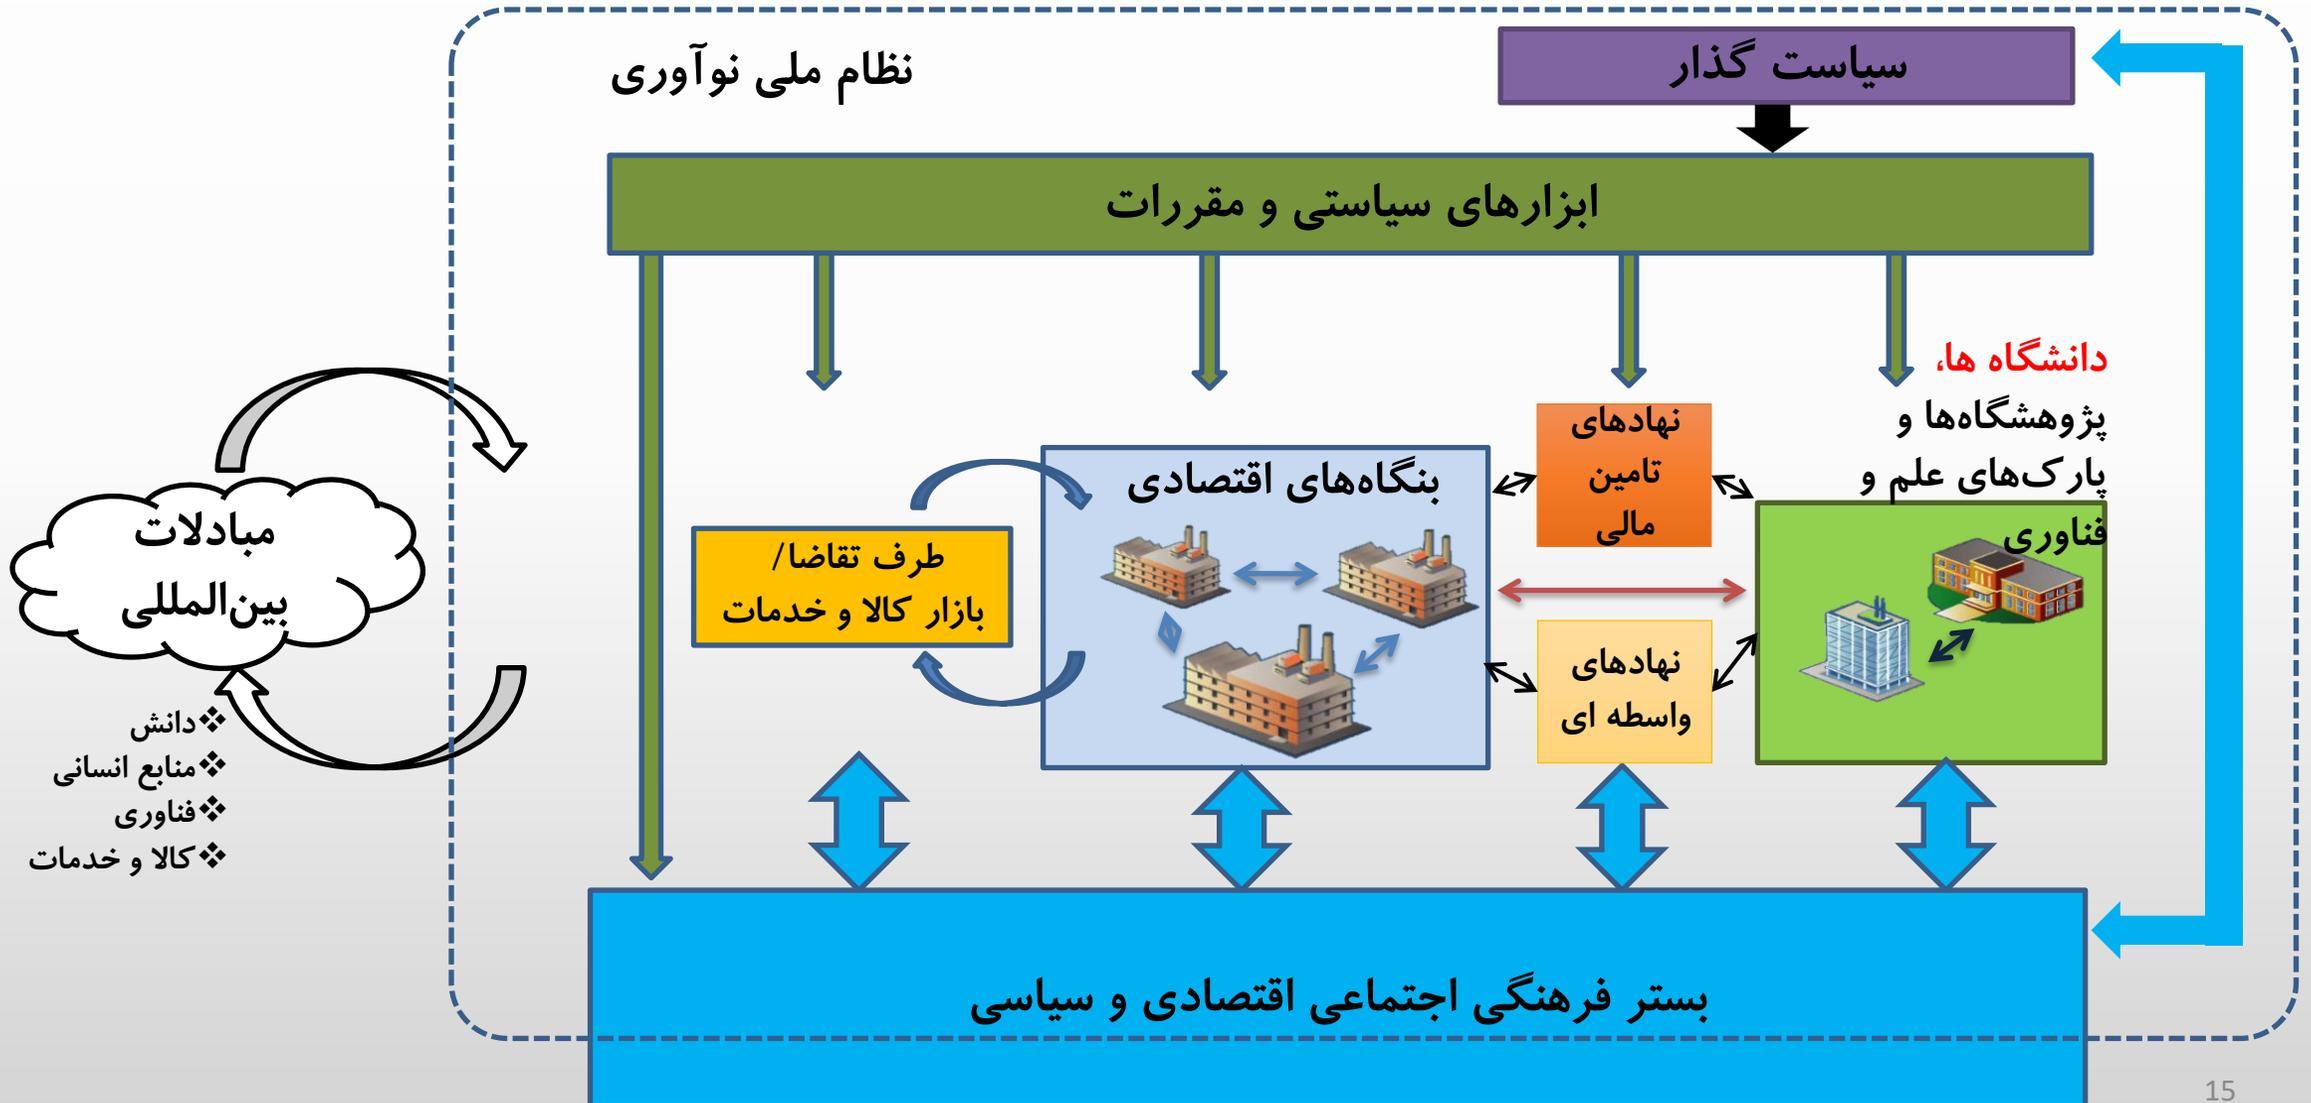 نظام ملی نوآوری
سیاست گذار
ابزارهای سیاستی و مقررات
دانشگاه ها،
پژوهشگاه‌ها و
پارک‌های علم و
فناوری
نهادهای
تامین
مالی
بنگاه‌های اقتصادی
طرف تقاضا/
بازار کالا و خدمات
نهادهای
واسطه ای
مبادلات
بین‌المللی
❖دانش
❖منابع انسانی
❖فناوری
❖کالا و خدمات
بستر فرهنگی اجتماعی اقتصادی و سیاسی
15